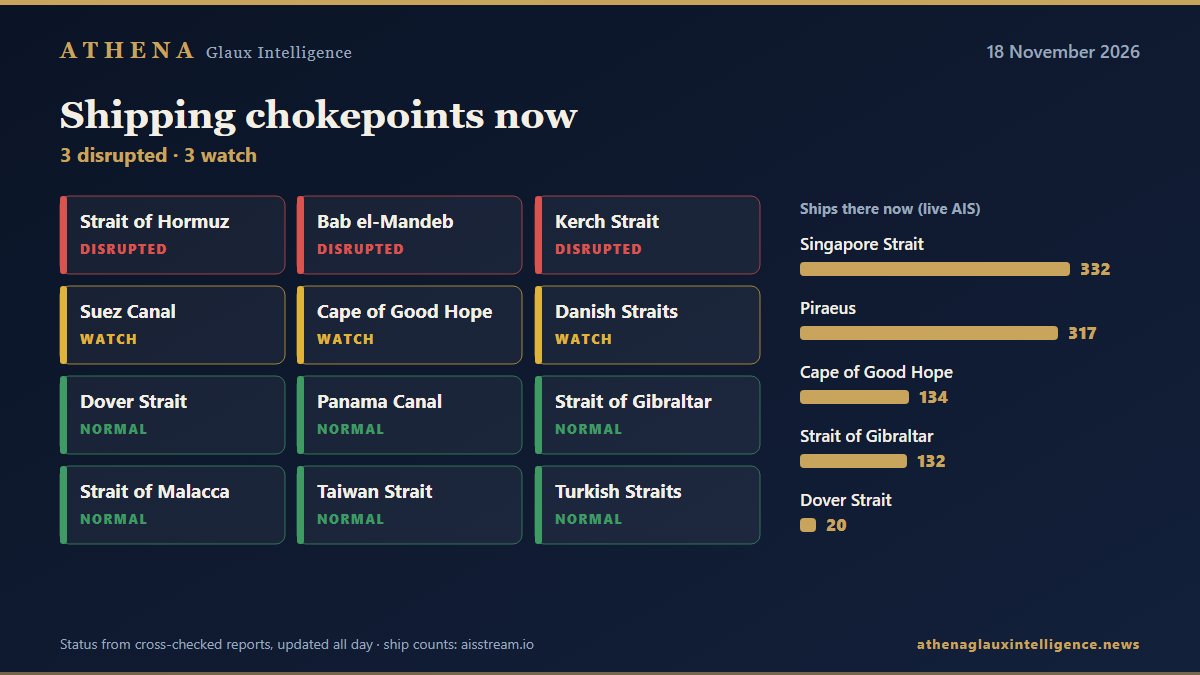 ATHENA Glaux Intelligence
18 November 2026
Shipping chokepoints now
3 disrupted · 3 watch
Strait of Hormuz
DISRUPTED
Bab el-Mandeb
DISRUPTED
Kerch Strait
DISRUPTED
Suez Canal
WATCH
Cape of Good Hope
WATCH
Danish Straits
WATCH
Dover Strait
NORMAL
Panama Canal
NORMAL
Strait of Gibraltar
NORMAL
Strait of Malacca
NORMAL
Taiwan Strait
NORMAL
Turkish Straits
NORMAL
Ships there now (live AIS)
Singapore Strait
332
Piraeus
317
Cape of Good Hope
134
Strait of Gibraltar
132
Dover Strait
20
Status from cross-checked reports, updated all day · ship counts: aisstream.io
athenaglauxintelligence.news